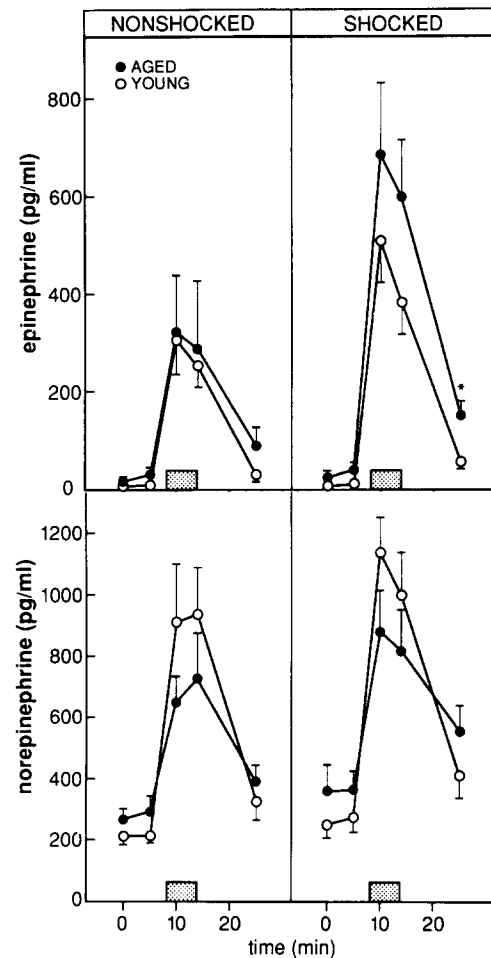 NONSHOCKED SHOCKED
● AGED
○ YOUNG
epinephrine (pg/ml)
800
600
400
200
0
*
norepinephrine (pg/ml)
1200
1000
800
600
400
200
0
0 10 20 0 10 20
time (min)